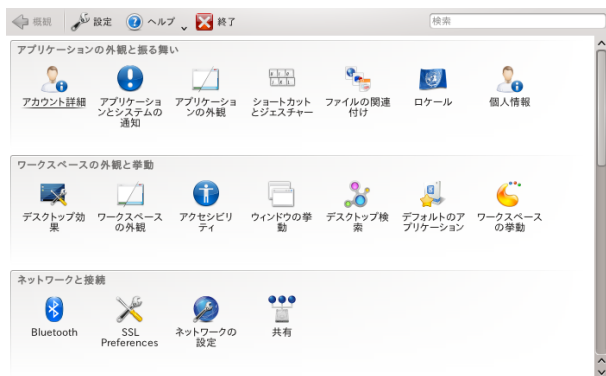 概観 設定 ヘルプ 終了 検索
アプリケーションの外観と振る舞い
アカウント詳細 アプリケーショ アプリケーショ ショートカット ファイルの関連 ロケール 個人情報
ンとシステムの ンの外観 とジェスチャー 付け
通知
ワークスペースの外観と挙動
デスクトップ効 ワークスペース アクセシビリ ウィンドウの挙 デスクトップ検 デフォルトのア ワークスペース
果 の外観 ティ 動 索 プリケーション の挙動
ネットワークと接続
Bluetooth SSL ネットワークの 共有
Preferences 設定